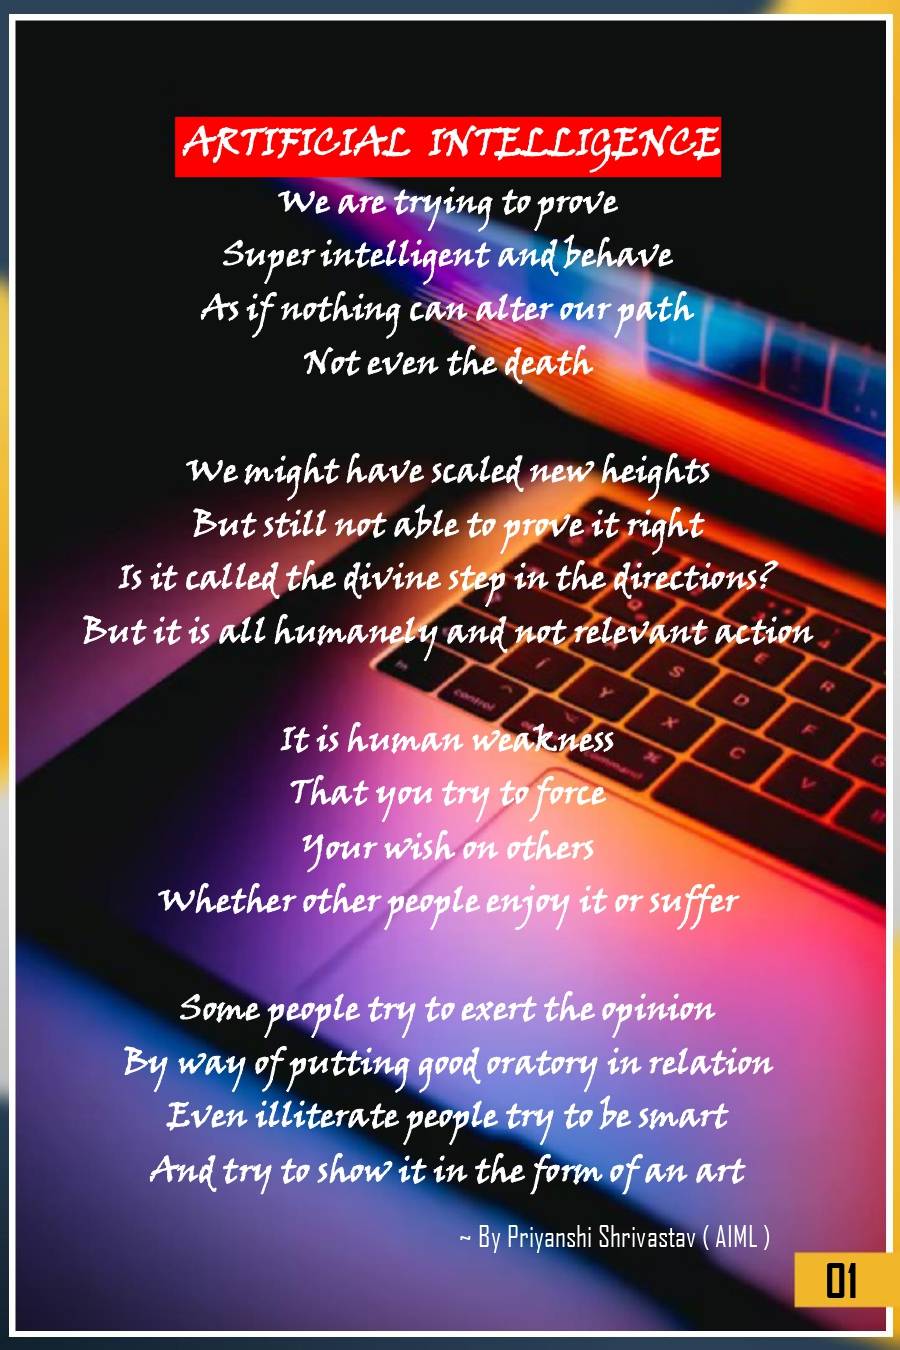 ARTIFICIAL INTELLIGENCE
We are trying to prove
Super intelligent and behave
As if nothing can alter our path
Not even the death
We might have scaled new heights
But still not able to prove it right
Is it called the divine step in the directions?
But it is all humanely and not relevant action
It is human weakness
That you try to force
Your wish on others
Whether other people enjoy it or suffer
Some people try to exert the opinion
By way of putting good oratory in relation
Even illiterate people try to be smart
And try to show it in the form of an art
~ By Priyanshi Shrivastav ( AIML )
01